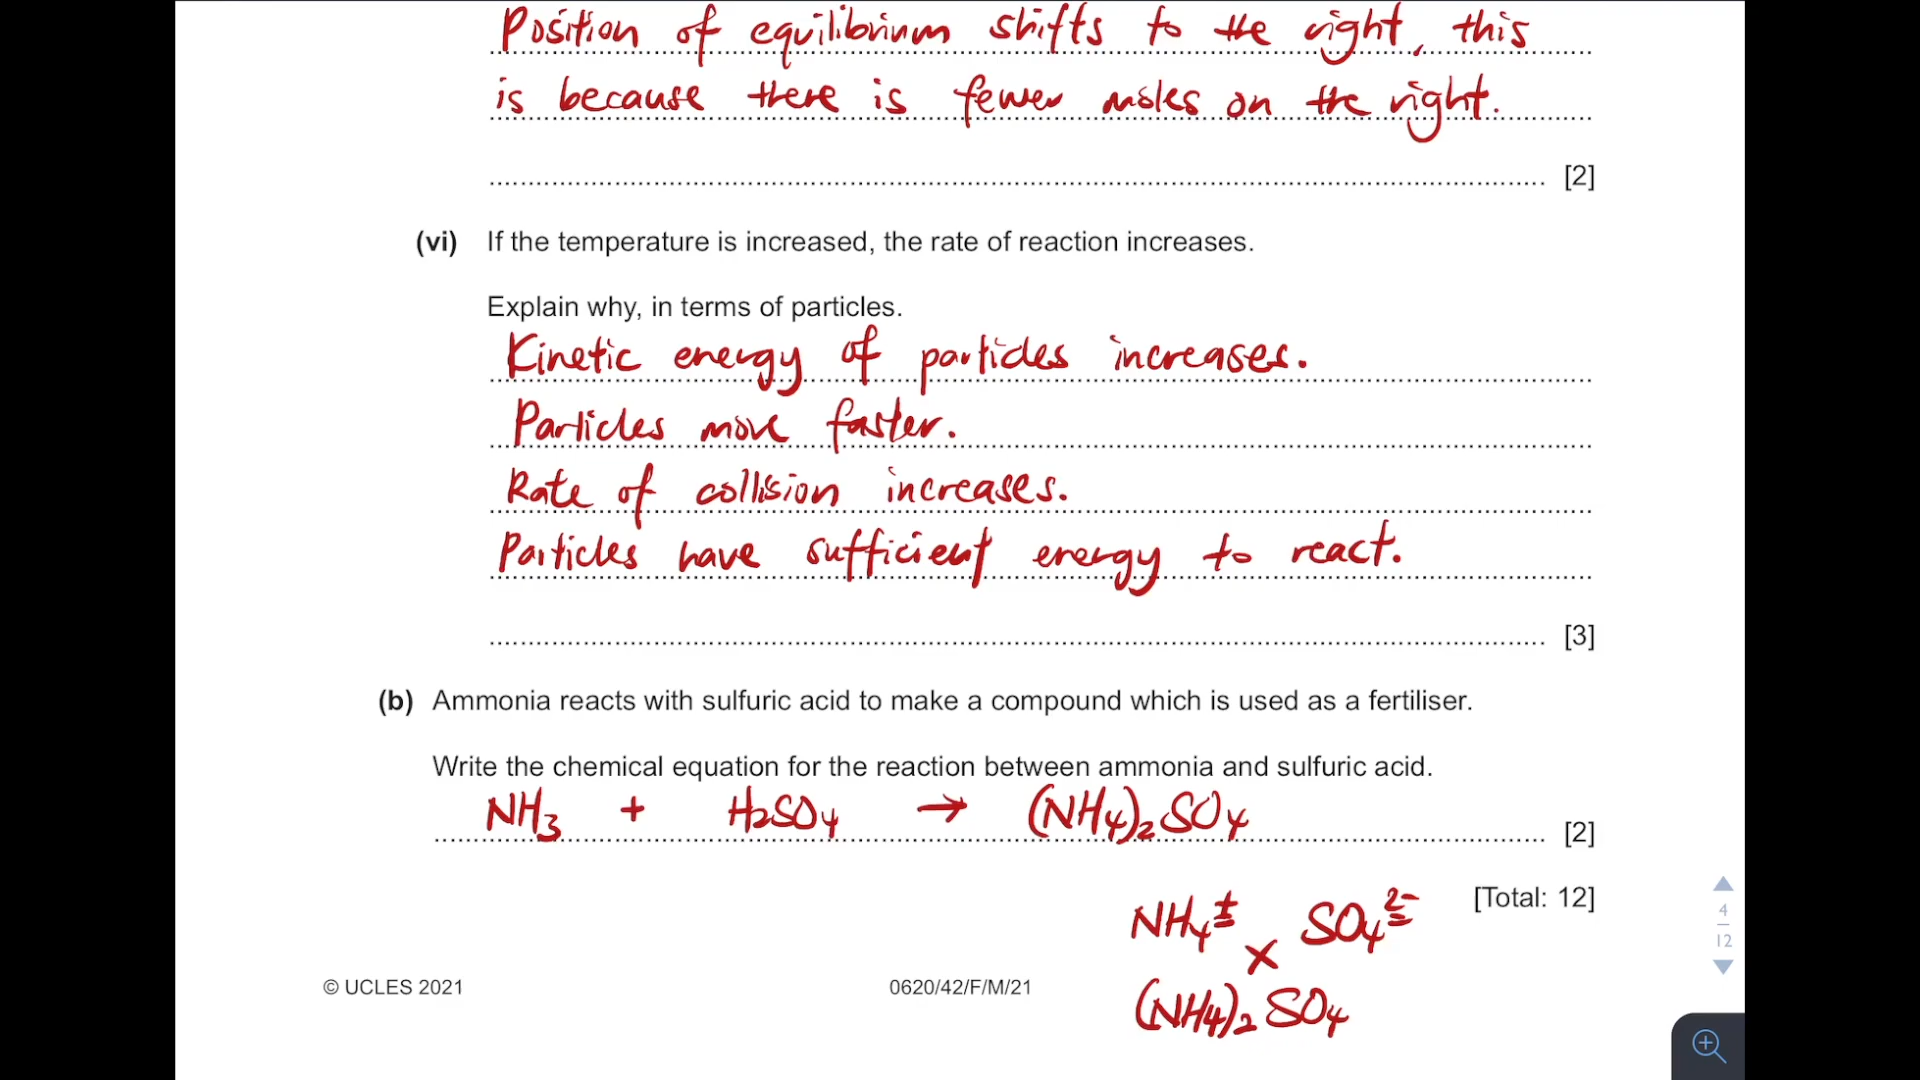 Position of equilibrium shifts to the right, this
is because there is fewer moles on the right.
[2]
(vi) If the temperature is increased, the rate of reaction increases.
Explain why, in terms of particles.
Kinetic energy of particles increases.
Particles move faster.
Rate of collision increases.
Particles have sufficient energy to react.
[3]
(b) Ammonia reacts with sulfuric acid to make a compound which is used as a fertiliser.
Write the chemical equation for the reaction between ammonia and sulfuric acid.
NH₃ + H₂SO₄ → (NH₄)₂SO₄ [2]
[Total: 12]
NH₄⁺ × SO₄²⁻
(NH₄)₂SO₄
© UCLES 2021 0620/42/F/M/21
4
12